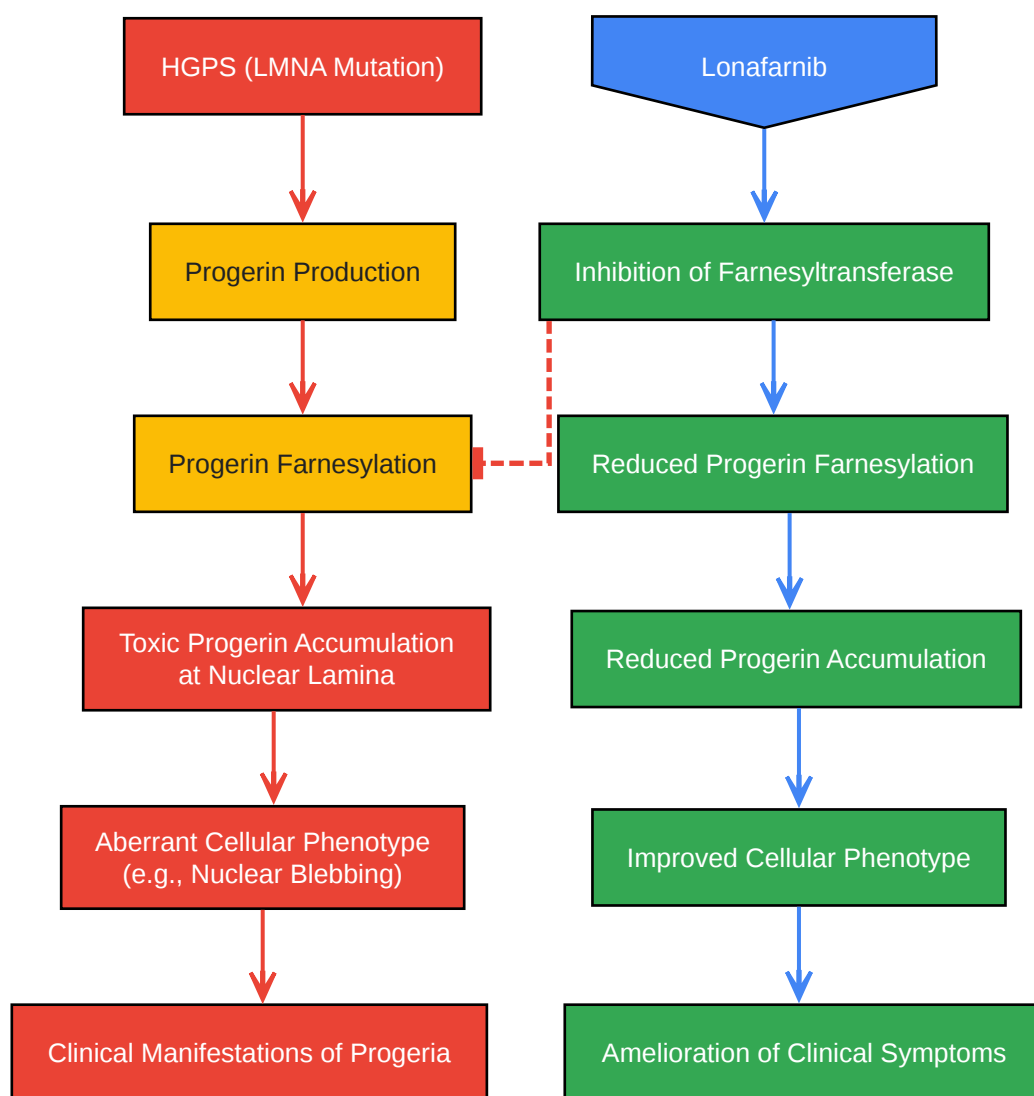 HGPS (LMNA Mutation)
Lonafarnib
Progerin Production
Inhibition of Farnesyltransferase
Progerin Farnesylation
Reduced Progerin Farnesylation
Toxic Progerin Accumulation
at Nuclear Lamina
Reduced Progerin Accumulation
Aberrant Cellular Phenotype
(e.g., Nuclear Blebbing)
Improved Cellular Phenotype
Clinical Manifestations of Progeria
Amelioration of Clinical Symptoms